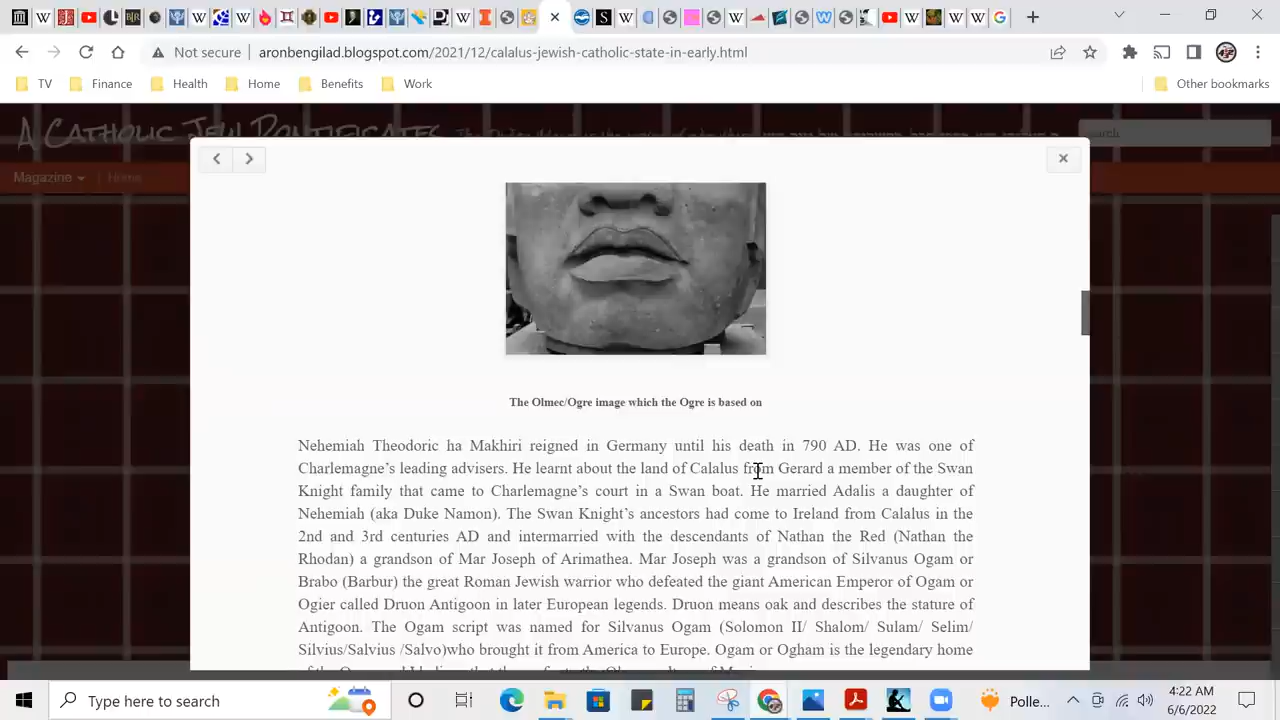 Not secure
aronbengilad.blogspot.com/2021/12/calalus-jewish-catholic-state-in-early.html
TV
Finance
Health
Home
Benefits
Work
Other bookmarks
A Catholic Jew Pontificates
Search
Magazine
Home
The Olmec/Ogre image which the Ogre is based on
Nehemiah Theodoric ha Makhiri reigned in Germany until his death in 790 AD. He was one of
Charlemagne's leading advisers. He learnt about the land of Calalus from Gerard a member of the Swan
Knight family that came to Charlemagne's court in a Swan boat. He married Adalis a daughter of
Nehemiah (aka Duke Namon). The Swan Knight's ancestors had come to Ireland from Calalus in the
2nd and 3rd centuries AD and intermarried with the descendants of Nathan the Red (Nathan the
Rhodan) a grandson of Mar Joseph of Arimathea. Mar Joseph was a grandson of Silvanus Ogam or
Brabo (Barbur) the great Roman Jewish warrior who defeated the giant American Emperor of Ogam or
Ogier called Druon Antigoon in later European legends. Druon means oak and describes the stature of
Antigoon. The Ogam script was named for Silvanus Ogam (Solomon II/ Shalom/ Sulam/ Selim/
Silvius/Salvius /Salvo)who brought it from America to Europe. Ogam or Ogham is the legendary home
Type here to search
Polle...
4:22 AM
6/6/2022